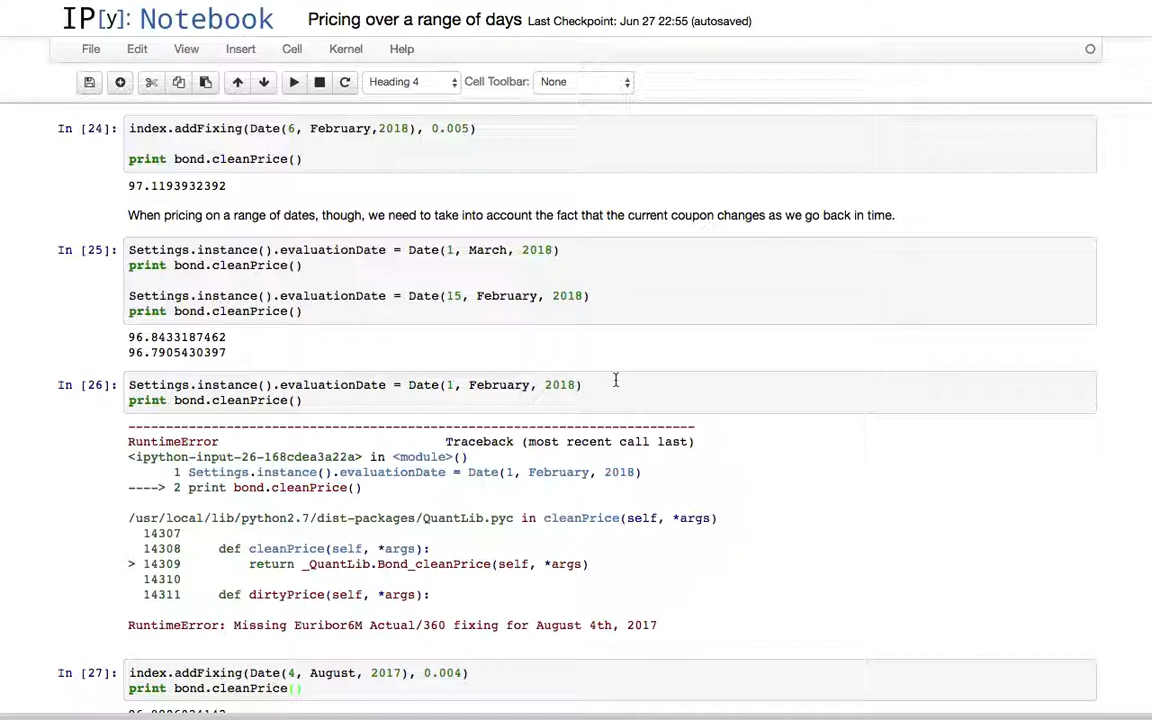 IP[y]: Notebook Pricing over a range of days Last Checkpoint: Jun 27 22:55 (autosaved)
File Edit View Insert Cell Kernel Help
Heading 4 Cell Toolbar: None
In [24]: index.addFixing(Date(6, February,2018), 0.005)
print bond.cleanPrice()
97.1193932392
When pricing on a range of dates, though, we need to take into account the fact that the current coupon changes as we go back in time.
In [25]: Settings.instance().evaluationDate = Date(1, March, 2018)
print bond.cleanPrice()
Settings.instance().evaluationDate = Date(15, February, 2018)
print bond.cleanPrice()
96.8433187462
96.7905430397
In [26]: Settings.instance().evaluationDate = Date(1, February, 2018)
print bond.cleanPrice()
---------------------------------------------------------------------------
RuntimeError Traceback (most recent call last)
<ipython-input-26-168cdea3a22a> in <module>()
1 Settings.instance().evaluationDate = Date(1, February, 2018)
----> 2 print bond.cleanPrice()
/usr/local/lib/python2.7/dist-packages/QuantLib.pyc in cleanPrice(self, *args)
14307
14308 def cleanPrice(self, *args):
> 14309 return _QuantLib.Bond_cleanPrice(self, *args)
14310
14311 def dirtyPrice(self, *args):
RuntimeError: Missing Euribor6M Actual/360 fixing for August 4th, 2017
In [27]: index.addFixing(Date(4, August, 2017), 0.004)
print bond.cleanPrice()